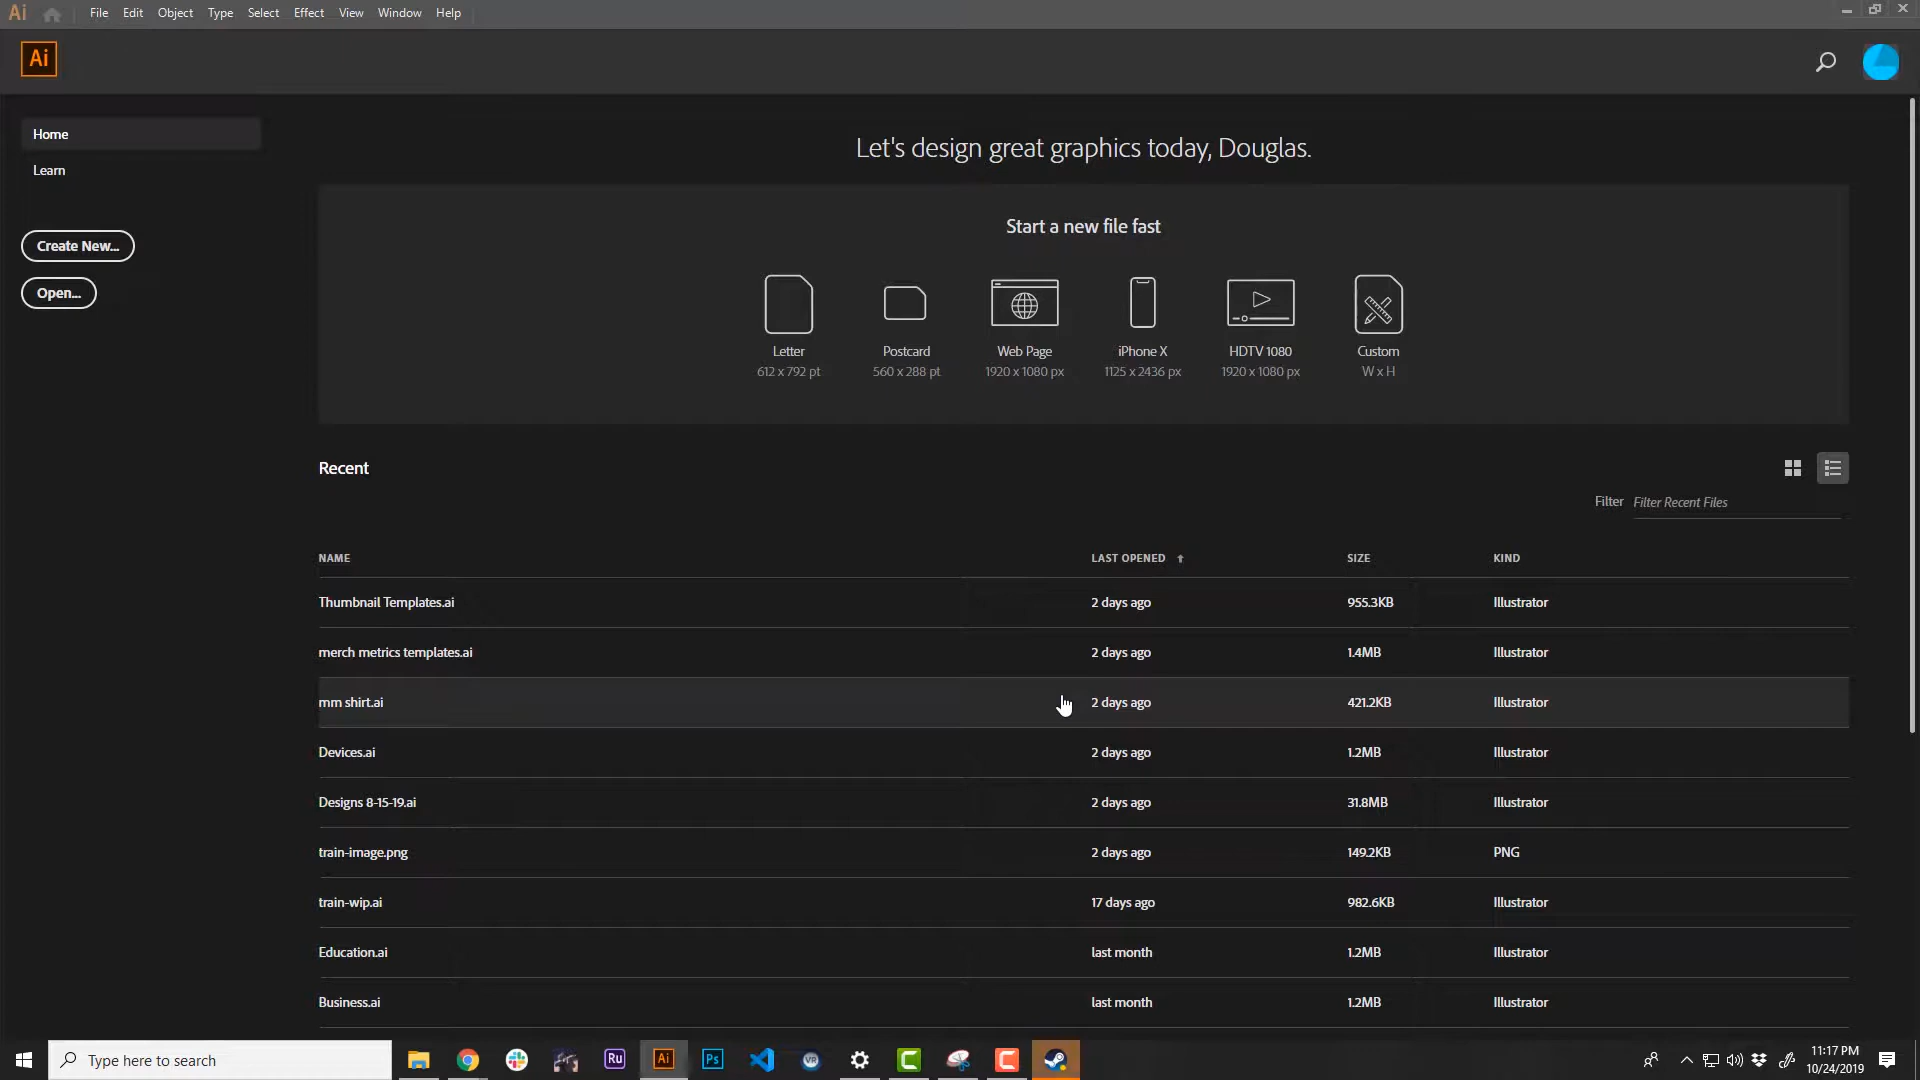 Ai File Edit Object Type Select Effect View Window Help
Ai
Home
Learn
Create New...
Open...
Let's design great graphics today, Douglas.
Start a new file fast
Letter Postcard Web Page iPhone X HDTV 1080 Custom
612 x 792 pt 560 x 288 pt 1920 x 1080 px 1125 x 2436 px 1920 x 1080 px W x H
Recent
Filter Filter Recent Files
NAME LAST OPENED SIZE KIND
Thumbnail Templates.ai 2 days ago 955.3KB Illustrator
merch metrics templates.ai 2 days ago 1.4MB Illustrator
mm shirt.ai 2 days ago 421.2KB Illustrator
Devices.ai 2 days ago 1.2MB Illustrator
Designs 8-15-19.ai 2 days ago 31.8MB Illustrator
train-image.png 2 days ago 149.2KB PNG
train-wip.ai 17 days ago 982.6KB Illustrator
Education.ai last month 1.2MB Illustrator
Business.ai last month 1.2MB Illustrator
Type here to search Ru Ai Ps VR 11:17 PM
10/24/2019